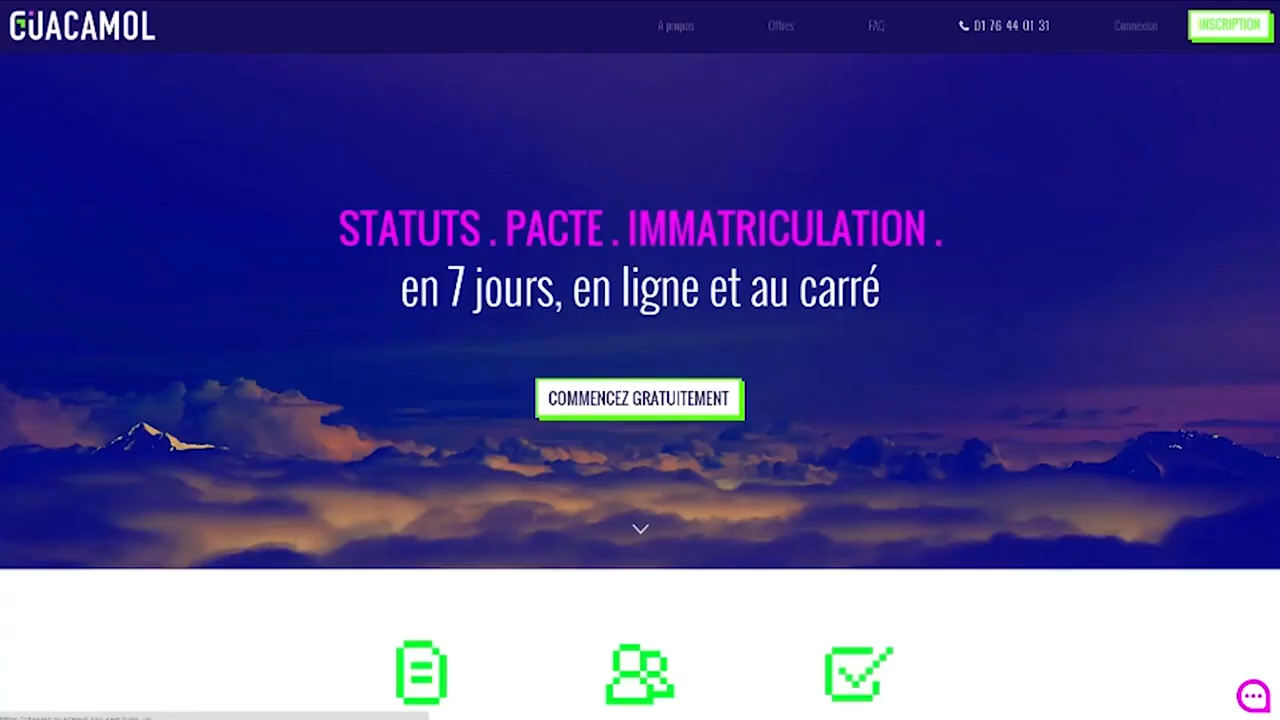 GUACAMOL
À propos
Offres
FAQ
01 76 44 01 31
Connexion
INSCRIPTION
STATUTS . PACTE . IMMATRICULATION .
en 7 jours, en ligne et au carré
COMMENCEZ GRATUITEMENT